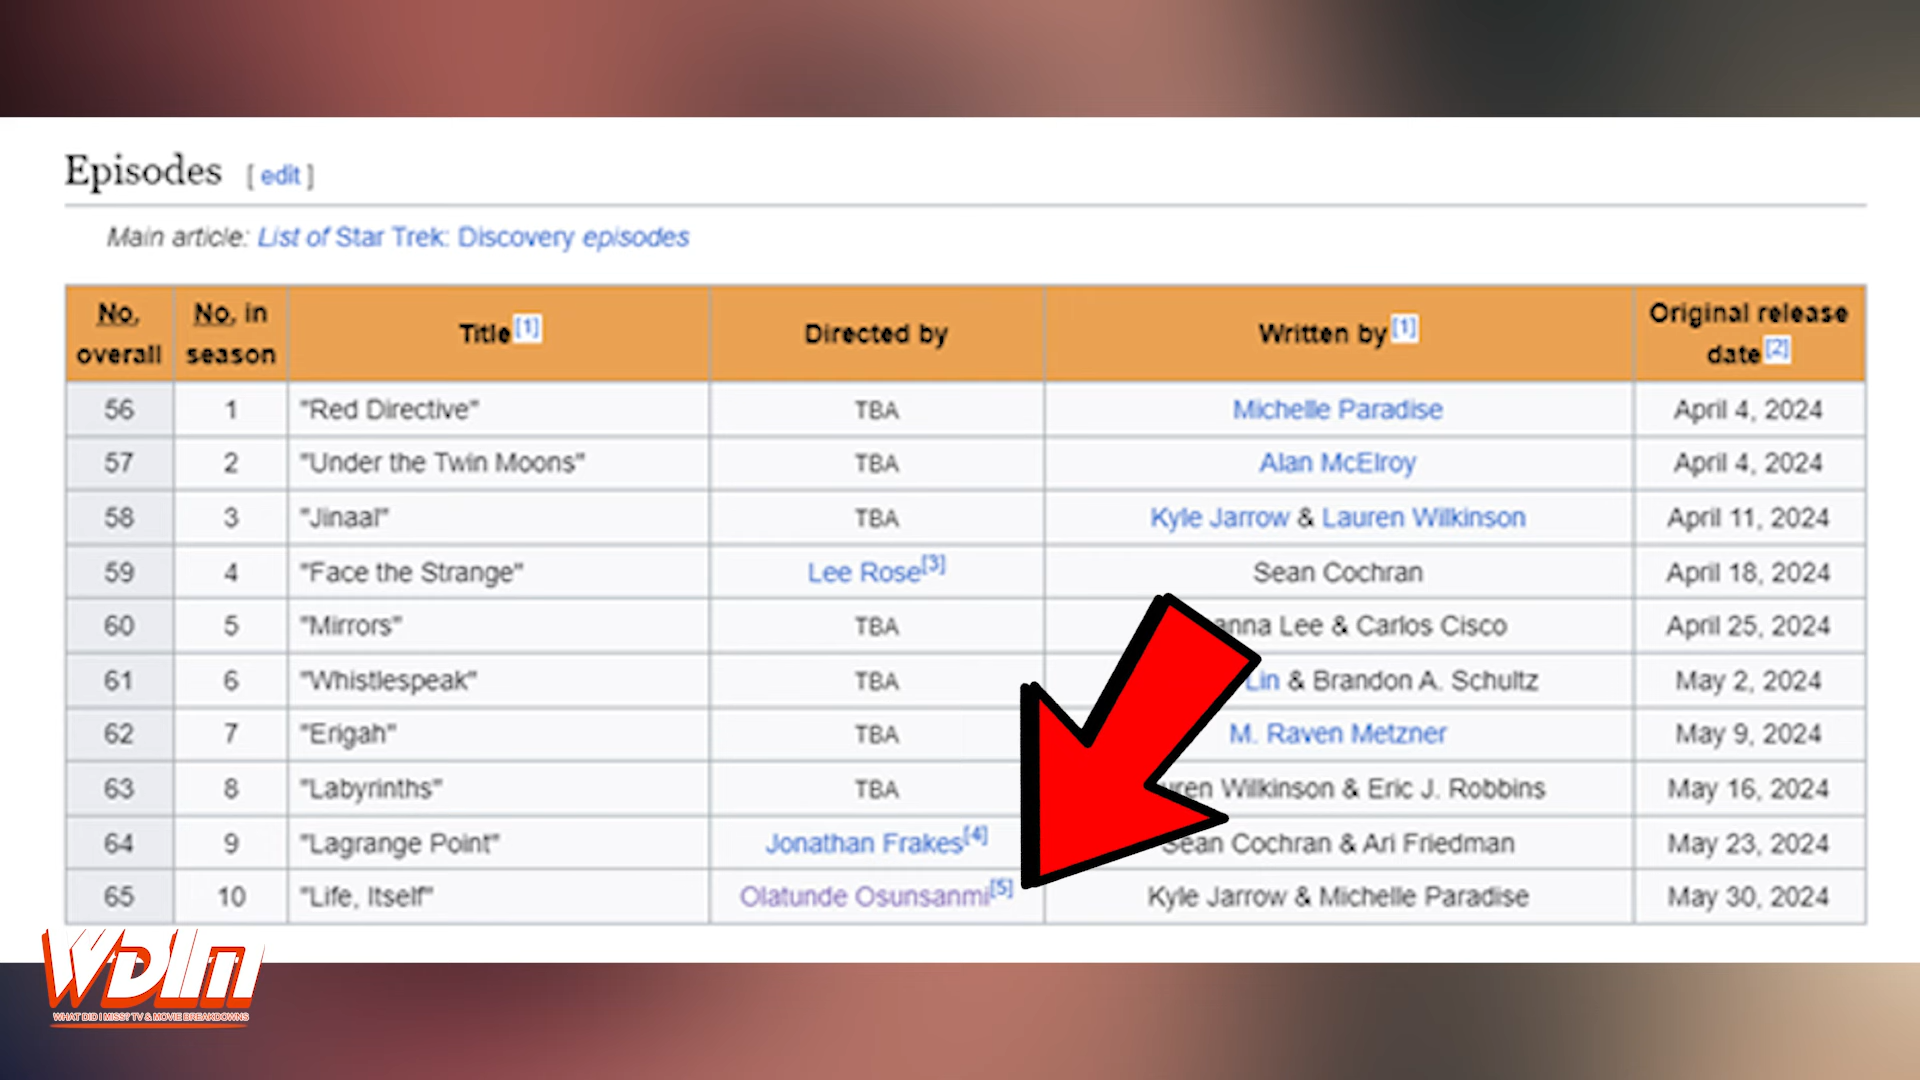 Episodes [ edit ]
Main article: List of Star Trek: Discovery episodes
No. overall No. in season Title[1] Directed by Written by[1] Original release date[2]
56 1 "Red Directive" TBA Michelle Paradise April 4, 2024
57 2 "Under the Twin Moons" TBA Alan McElroy April 4, 2024
58 3 "Jinaal" TBA Kyle Jarrow & Lauren Wilkinson April 11, 2024
59 4 "Face the Strange" Lee Rose[3] Sean Cochran April 18, 2024
60 5 "Mirrors" TBA Lee & Carlos Cisco April 25, 2024
61 6 "Whistlespeak" TBA Lin & Brandon A. Schultz May 2, 2024
62 7 "Erigah" TBA M. Raven Metzner May 9, 2024
63 8 "Labyrinths" TBA Wilkinson & Eric J. Robbins May 16, 2024
64 9 "Lagrange Point" Jonathan Frakes[4] Sean Cochran & Ari Friedman May 23, 2024
65 10 "Life, Itself" Olatunde Osunsanmi[5] Kyle Jarrow & Michelle Paradise May 30, 2024
WDIM
WHAT DID I MISS? TV & MOVIE BREAKDOWNS